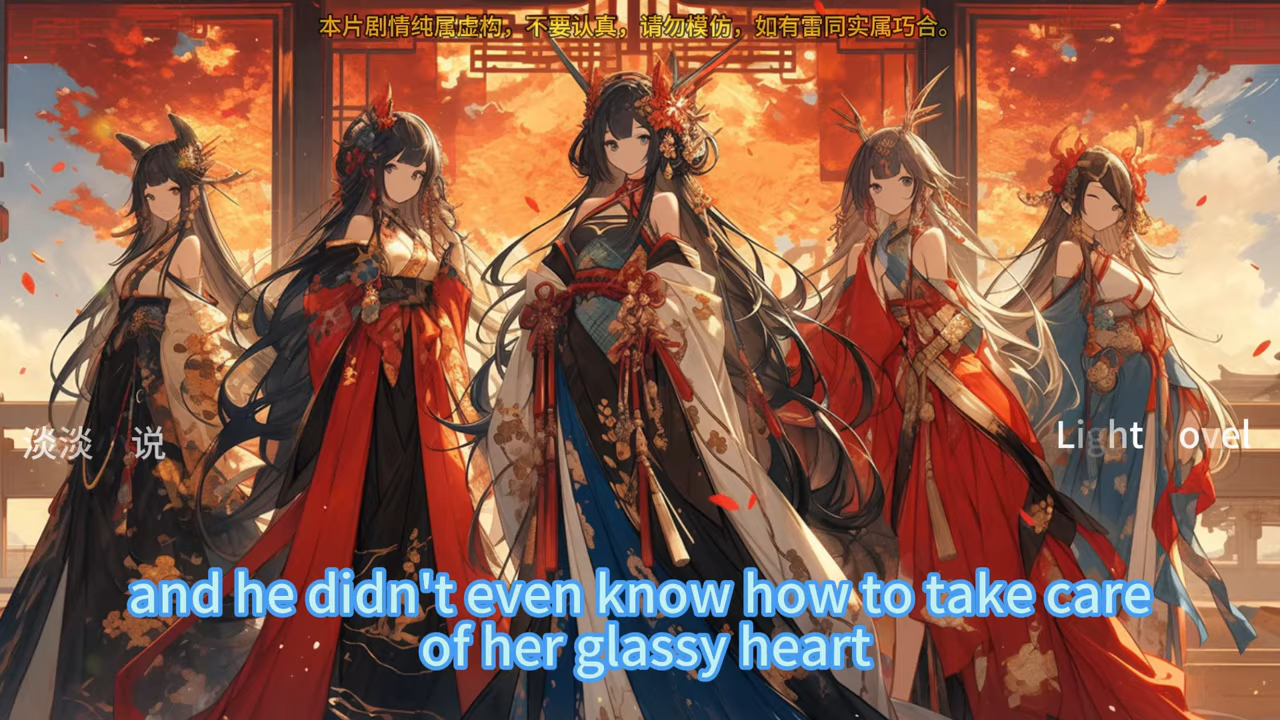 本片剧情纯属虚构，不要认真，请勿模仿，如有雷同实属巧合。
淡淡 说
Light ovel
and he didn't even know how to take care
of her glassy heart